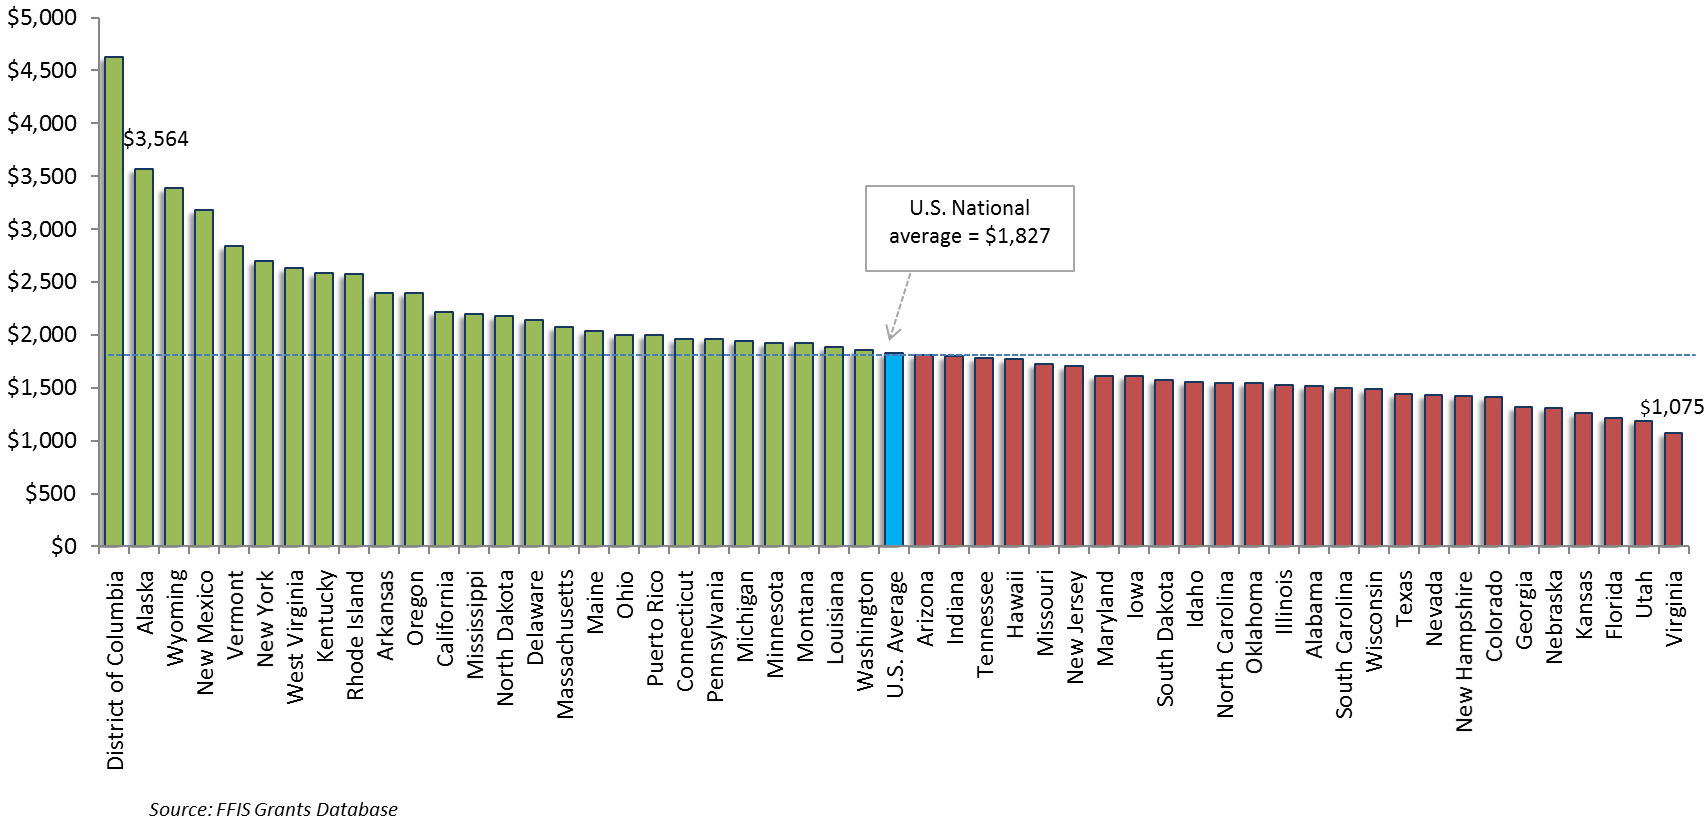 $5,000
$4,500
$4,000
$3,500
$3,000
$2,500
$2,000
$1,500
$1,000
$500
$0
$3,564
U.S. National
average = $1,827
$1,075
District of Columbia
Alaska
Wyoming
New Mexico
Vermont
New York
West Virginia
Kentucky
Rhode Island
Arkansas
Oregon
California
Mississippi
North Dakota
Delaware
Massachusetts
Maine
Ohio
Puerto Rico
Connecticut
Pennsylvania
Michigan
Minnesota
Montana
Louisiana
Washington
U.S. Average
Arizona
Indiana
Tennessee
Hawaii
Missouri
New Jersey
Maryland
Iowa
South Dakota
Idaho
North Carolina
Oklahoma
Illinois
Alabama
South Carolina
Wisconsin
Texas
Nevada
New Hampshire
Colorado
Georgia
Nebraska
Kansas
Florida
Utah
Virginia
Source: FFIS Grants Database